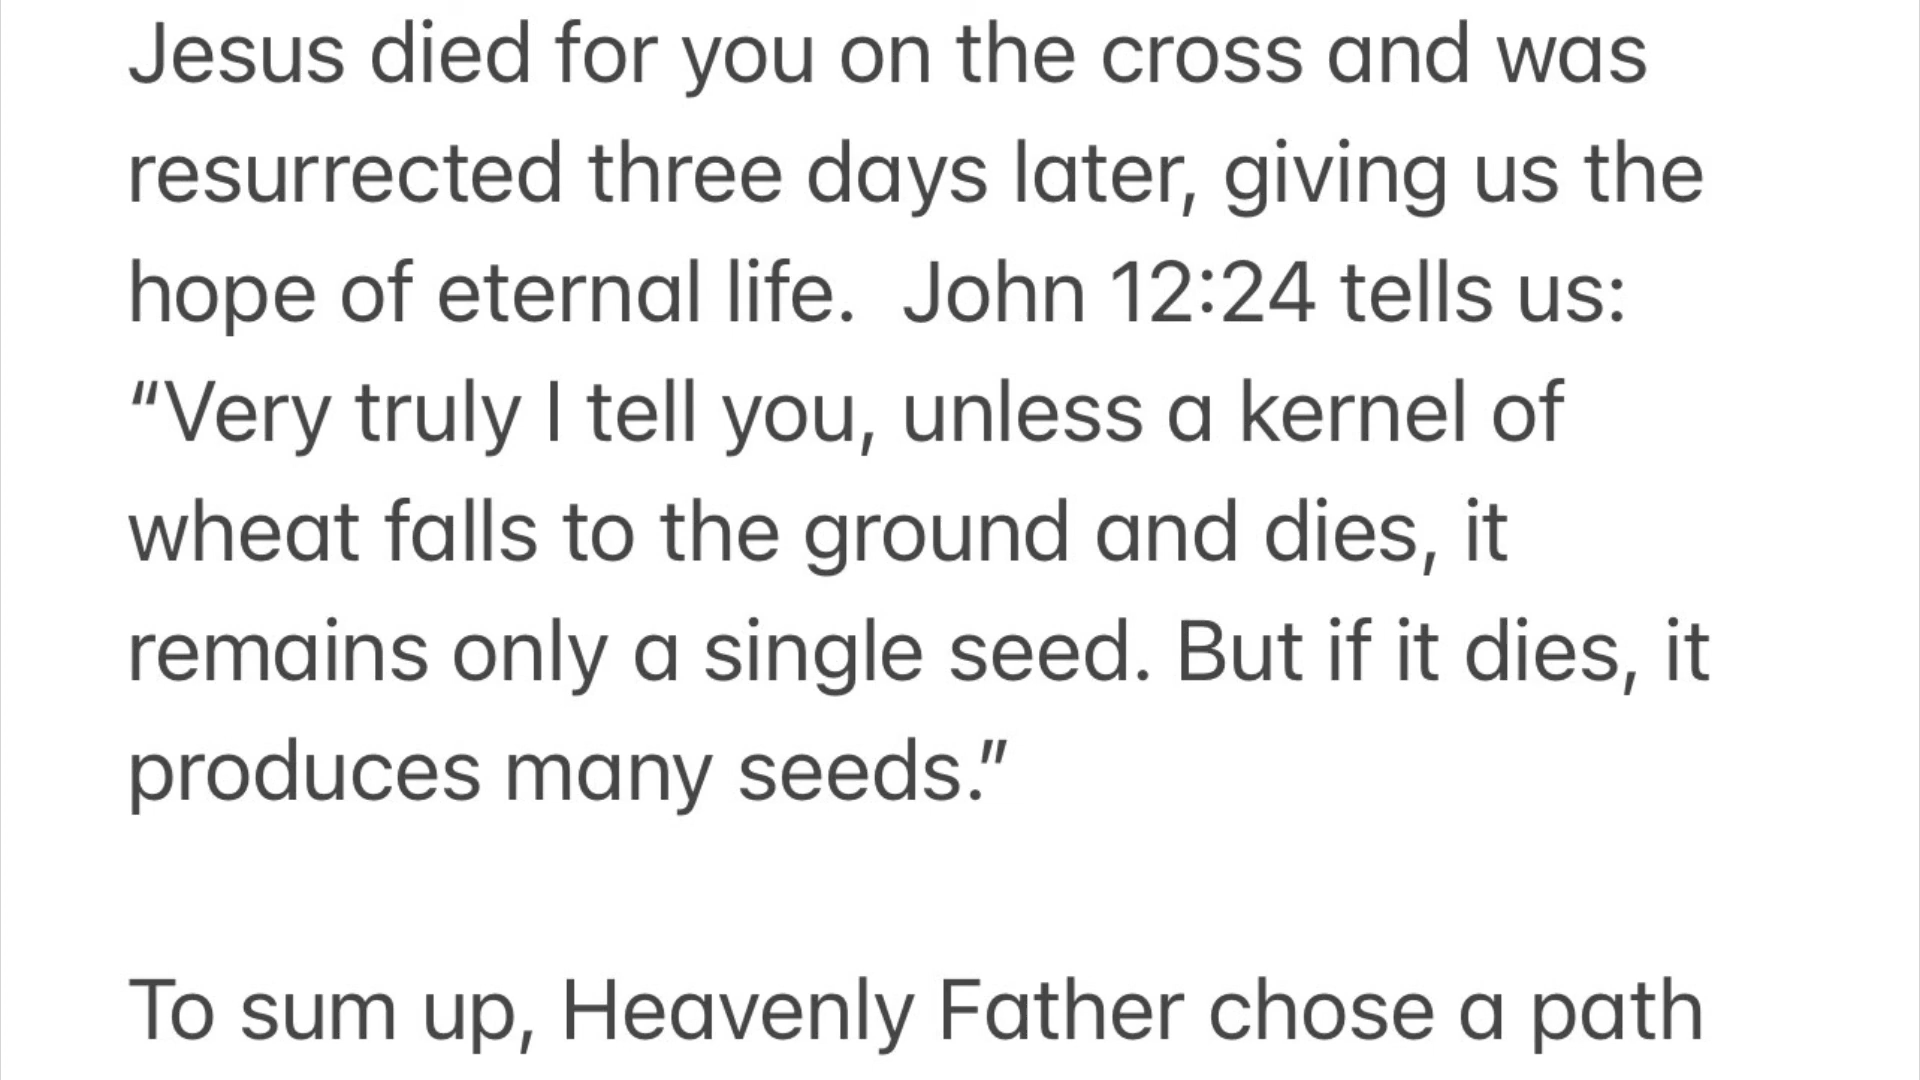 Jesus died for you on the cross and was
resurrected three days later, giving us the
hope of eternal life.  John 12:24 tells us:
“Very truly I tell you, unless a kernel of
wheat falls to the ground and dies, it
remains only a single seed. But if it dies, it
produces many seeds.”
To sum up, Heavenly Father chose a path